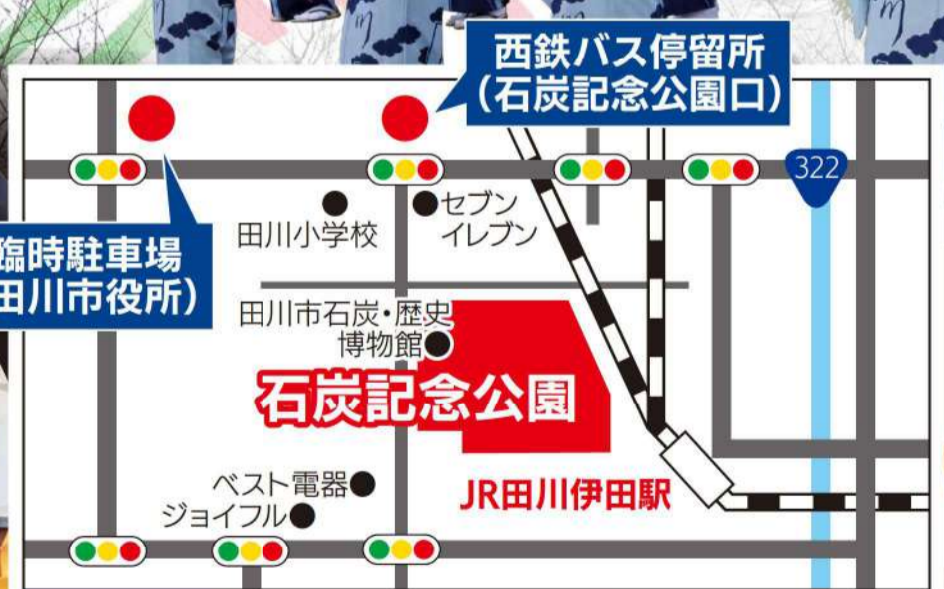 西鉄バス停留所
(石炭記念公園口)
322
セブン
イレブン
田川小学校
臨時駐車場
田川市役所)
田川市石炭・歴史
博物館
石炭記念公園
ベスト電器
ジョイフル
JR田川伊田駅